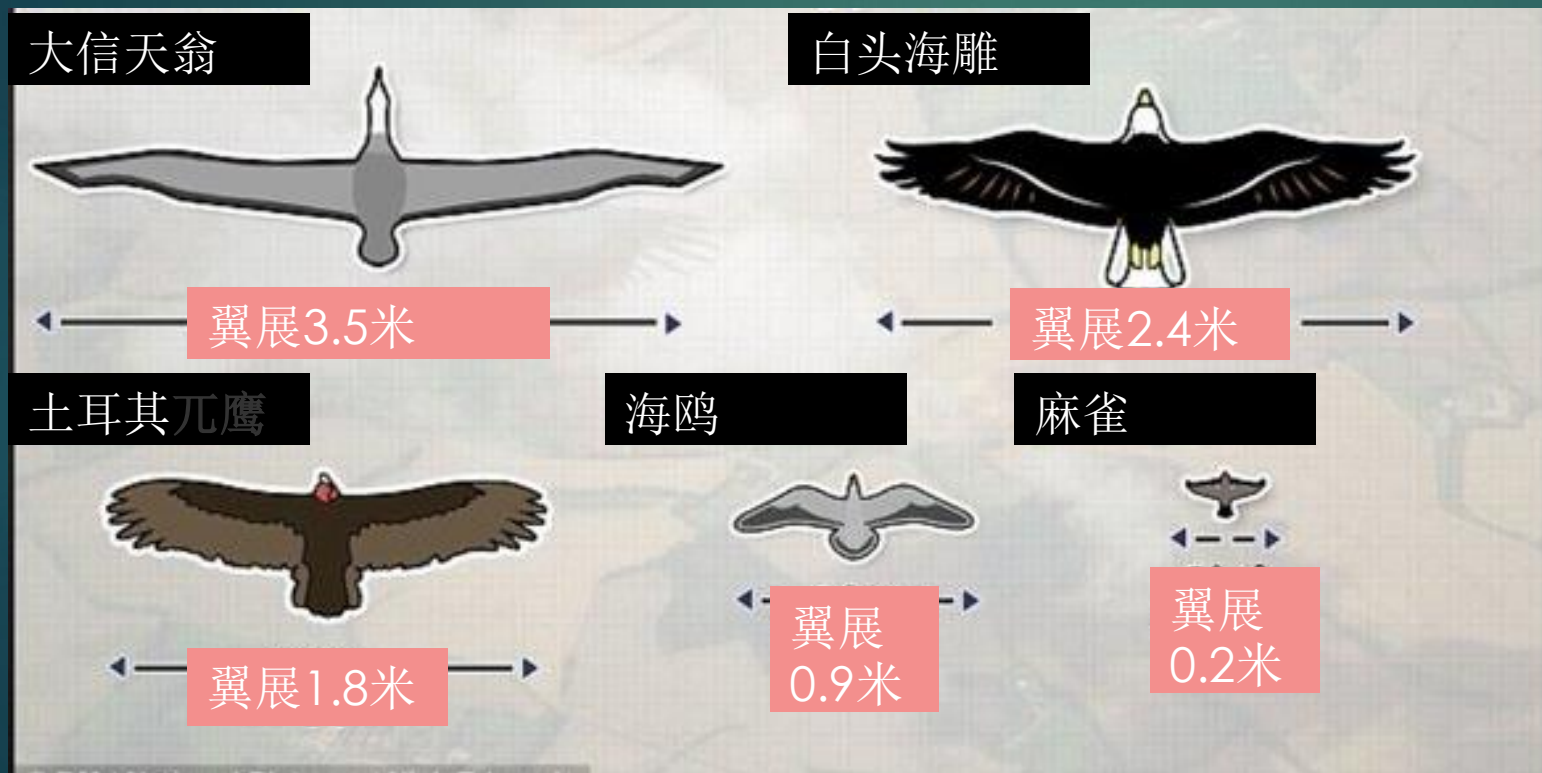 大信天翁
白头海雕
翼展3.5米
翼展2.4米
土耳其兀鹰
海鸥
麻雀
翼展1.8米
翼展
0.9米
翼展
0.2米